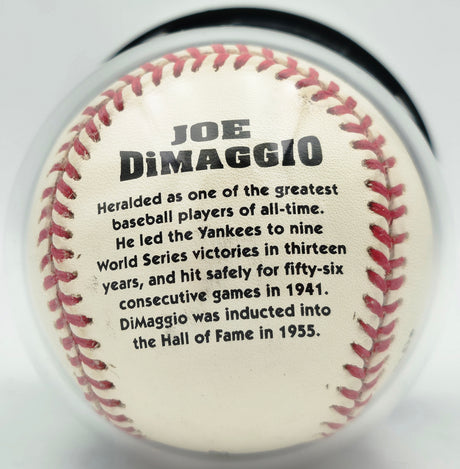 JOE
DiMAGGIO
Heralded as one of the greatest
baseball players of all-time.
He led the Yankees to nine
World Series victories in thirteen
years, and hit safely for fifty-six
consecutive games in 1941.
DiMaggio was inducted into
the Hall of Fame in 1955.